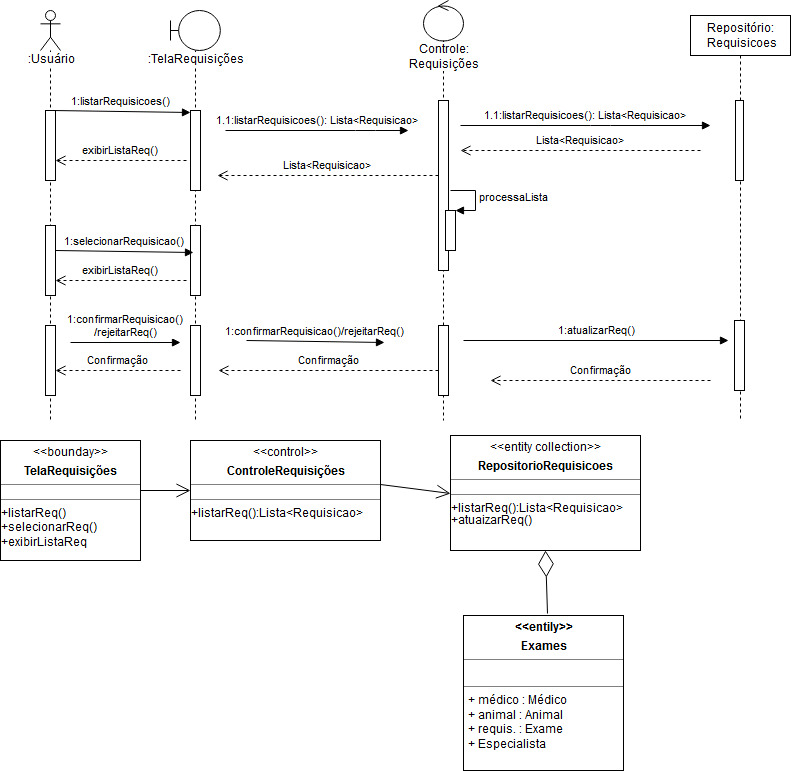 :Usuário
:TelaRequisições
Controle:
Requisições
Repositório:
Requisicoes
1:listarRequisicoes()
1.1:listarRequisicoes(): Lista<Requisicao>
1.1:listarRequisicoes(): Lista<Requisicao>
exibirListaReq()
Lista<Requisicao>
Lista<Requisicao>
processaLista
1:selecionarRequisicao()
exibirListaReq()
1:confirmarRequisicao()
/rejeitarReq()
1:confirmarRequisicao()/rejeitarReq()
1:atualizarReq()
Confirmação
Confirmação
Confirmação
<<bounday>>
TelaRequisições
+listarReq()
+selecionarReq()
+exibirListaReq
<<control>>
ControleRequisições
+listarReq():Lista<Requisicao>
<<entity collection>>
RepositorioRequisicoes
+listarReq():Lista<Requisicao>
+atuaizarReq()
<<entily>>
Exames
+ médico : Médico
+ animal : Animal
+ requis. : Exame
+ Especialista